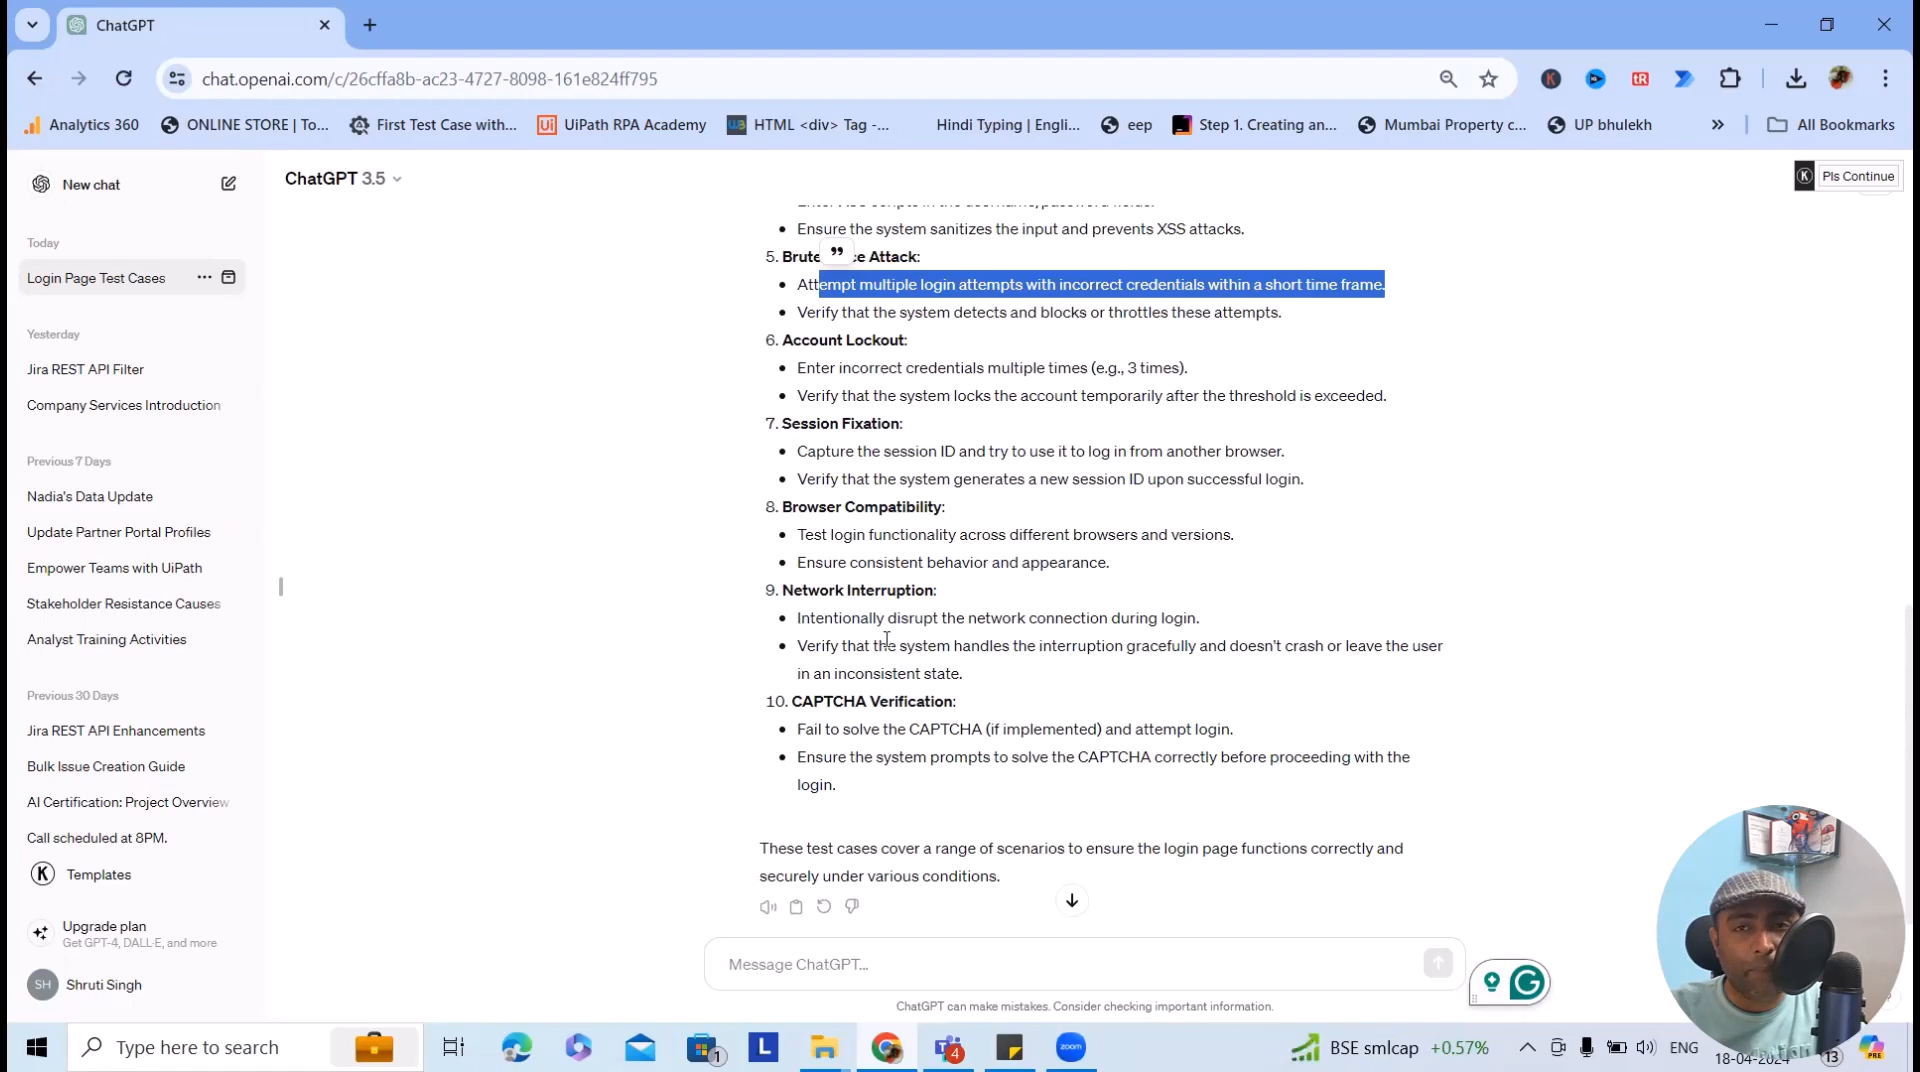 ChatGPT
chat.openai.com/c/26cffa8b-ac23-4727-8098-161e824ff795
Analytics 360
ONLINE STORE | To...
First Test Case with...
UiPath RPA Academy
HTML <div> Tag -...
Hindi Typing | Engli...
eep
Step 1. Creating an...
Mumbai Property c...
UP bhulekh
»
All Bookmarks
New chat
Today
Login Page Test Cases
Yesterday
Jira REST API Filter
Company Services Introduction
Previous 7 Days
Nadia's Data Update
Update Partner Portal Profiles
Empower Teams with UiPath
Stakeholder Resistance Causes
Analyst Training Activities
Previous 30 Days
Jira REST API Enhancements
Bulk Issue Creation Guide
AI Certification: Project Overview
Call scheduled at 8PM.
Templates
Upgrade plan
Get GPT-4, DALL·E, and more
SH Shruti Singh
ChatGPT 3.5
Pls Continue
• Ensure the system sanitizes the input and prevents XSS attacks.
5. Attack:
• Attempt multiple login attempts with incorrect credentials within a short time frame.
• Verify that the system detects and blocks or throttles these attempts.
6. Account Lockout:
• Enter incorrect credentials multiple times (e.g., 3 times).
• Verify that the system locks the account temporarily after the threshold is exceeded.
7. Session Fixation:
• Capture the session ID and try to use it to log in from another browser.
• Verify that the system generates a new session ID upon successful login.
8. Browser Compatibility:
• Test login functionality across different browsers and versions.
• Ensure consistent behavior and appearance.
9. Network Interruption:
• Intentionally disrupt the network connection during login.
• Verify that the system handles the interruption gracefully and doesn't crash or leave the user
in an inconsistent state.
10. CAPTCHA Verification:
• Fail to solve the CAPTCHA (if implemented) and attempt login.
• Ensure the system prompts to solve the CAPTCHA correctly before proceeding with the
login.
These test cases cover a range of scenarios to ensure the login page functions correctly and
securely under various conditions.
Message ChatGPT...
ChatGPT can make mistakes. Consider checking important information.
Type here to search
1
L
4
zoom
BSE smlcap +0.57%
ENG
18-04-2024
13
PRE